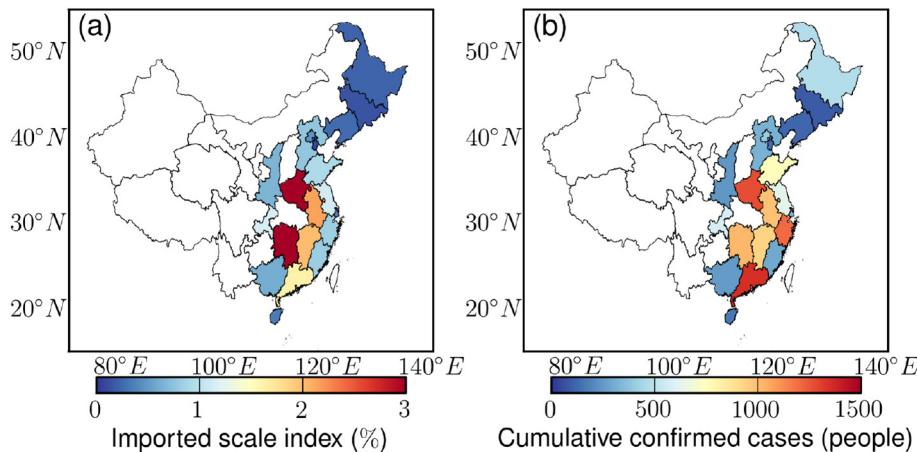 (a) (b)
50°N 50°N
40°N 40°N
30°N 30°N
20°N 20°N
80°E 100°E 120°E 140°E 80°E 100°E 120°E 140°E
0 1 2 3 0 500 1000 1500
Imported scale index (%) Cumulative confirmed cases (people)